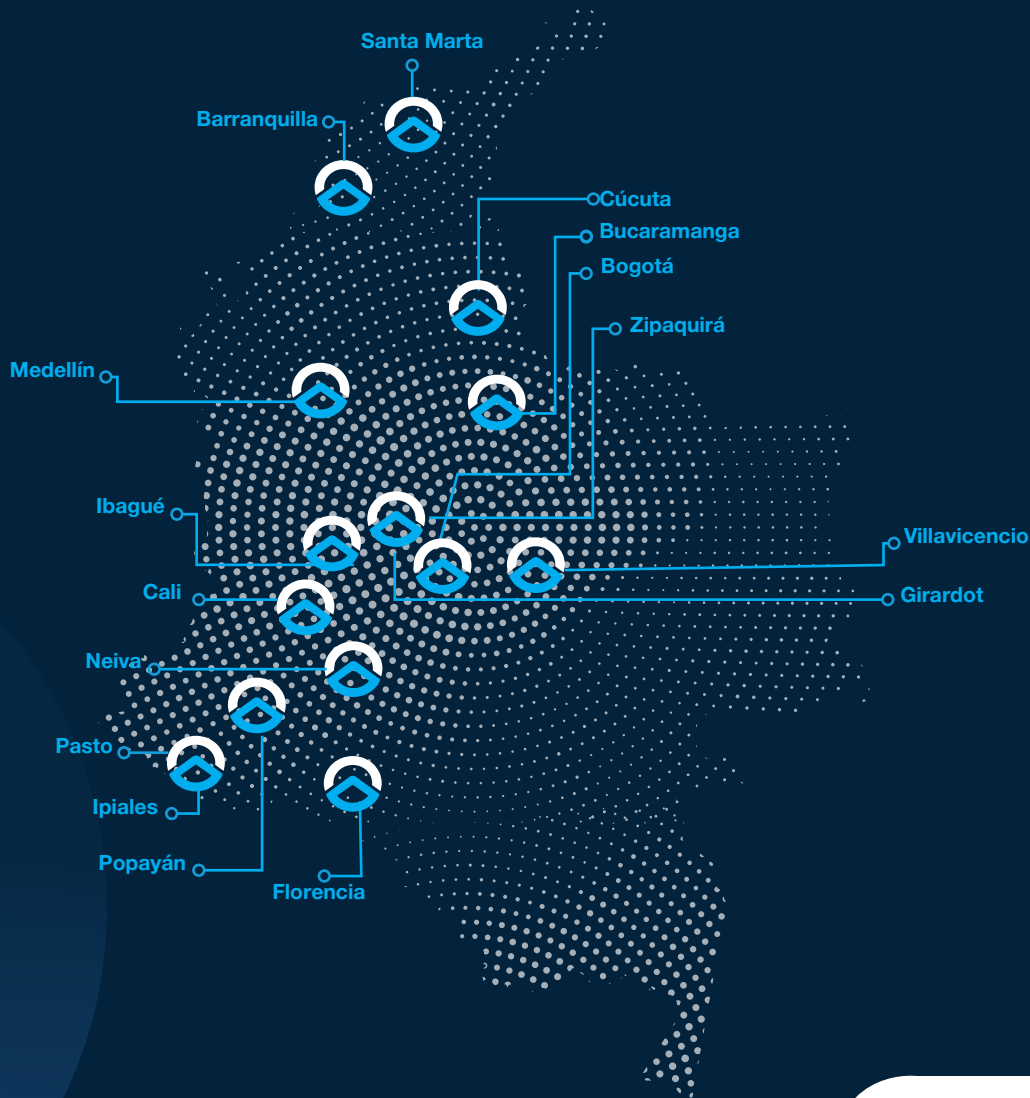 Santa Marta
Barranquilla
Cúcuta
Bucaramanga
Bogotá
Zipaquirá
Medellín
Ibagué
Villavicencio
Cali
Girardot
Neiva
Pasto
Ipiales
Popayán
Florencia